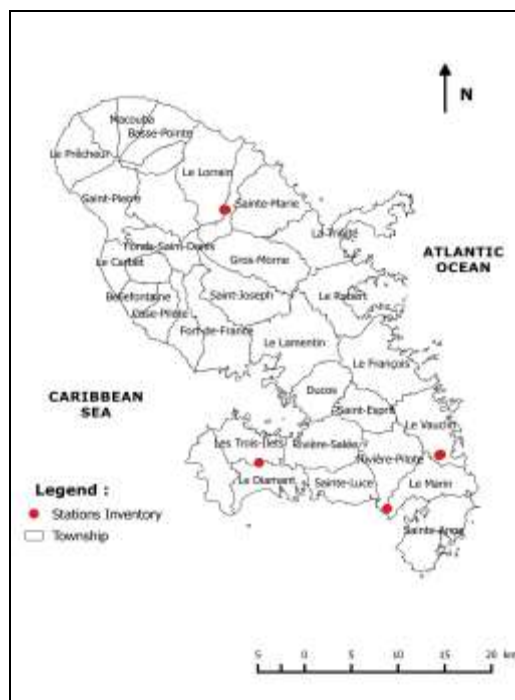 N
Macouba
Basse-Pointe
Le Prêcheur
Le Lorrain
Saint-Pierre
Sainte-Marie
La Trinité
Fonds-Saint-Denis
Le Carbet
Gros-Morne
ATLANTIC
OCEAN
Bellefontaine
Saint-Joseph
Le Robert
Case-Pilote
Fort-de-France
Le Lamentin
Le François
CARIBBEAN
SEA
Ducos
Saint-Esprit
Le Vauclin
Les Trois-Ilets
Rivière-Salée
Rivière-Pilote
Le Diamant
Sainte-Luce
Le Marin
Sainte-Anne
Legend :
Stations Inventory
Township
5 0 5 10 15 20 km